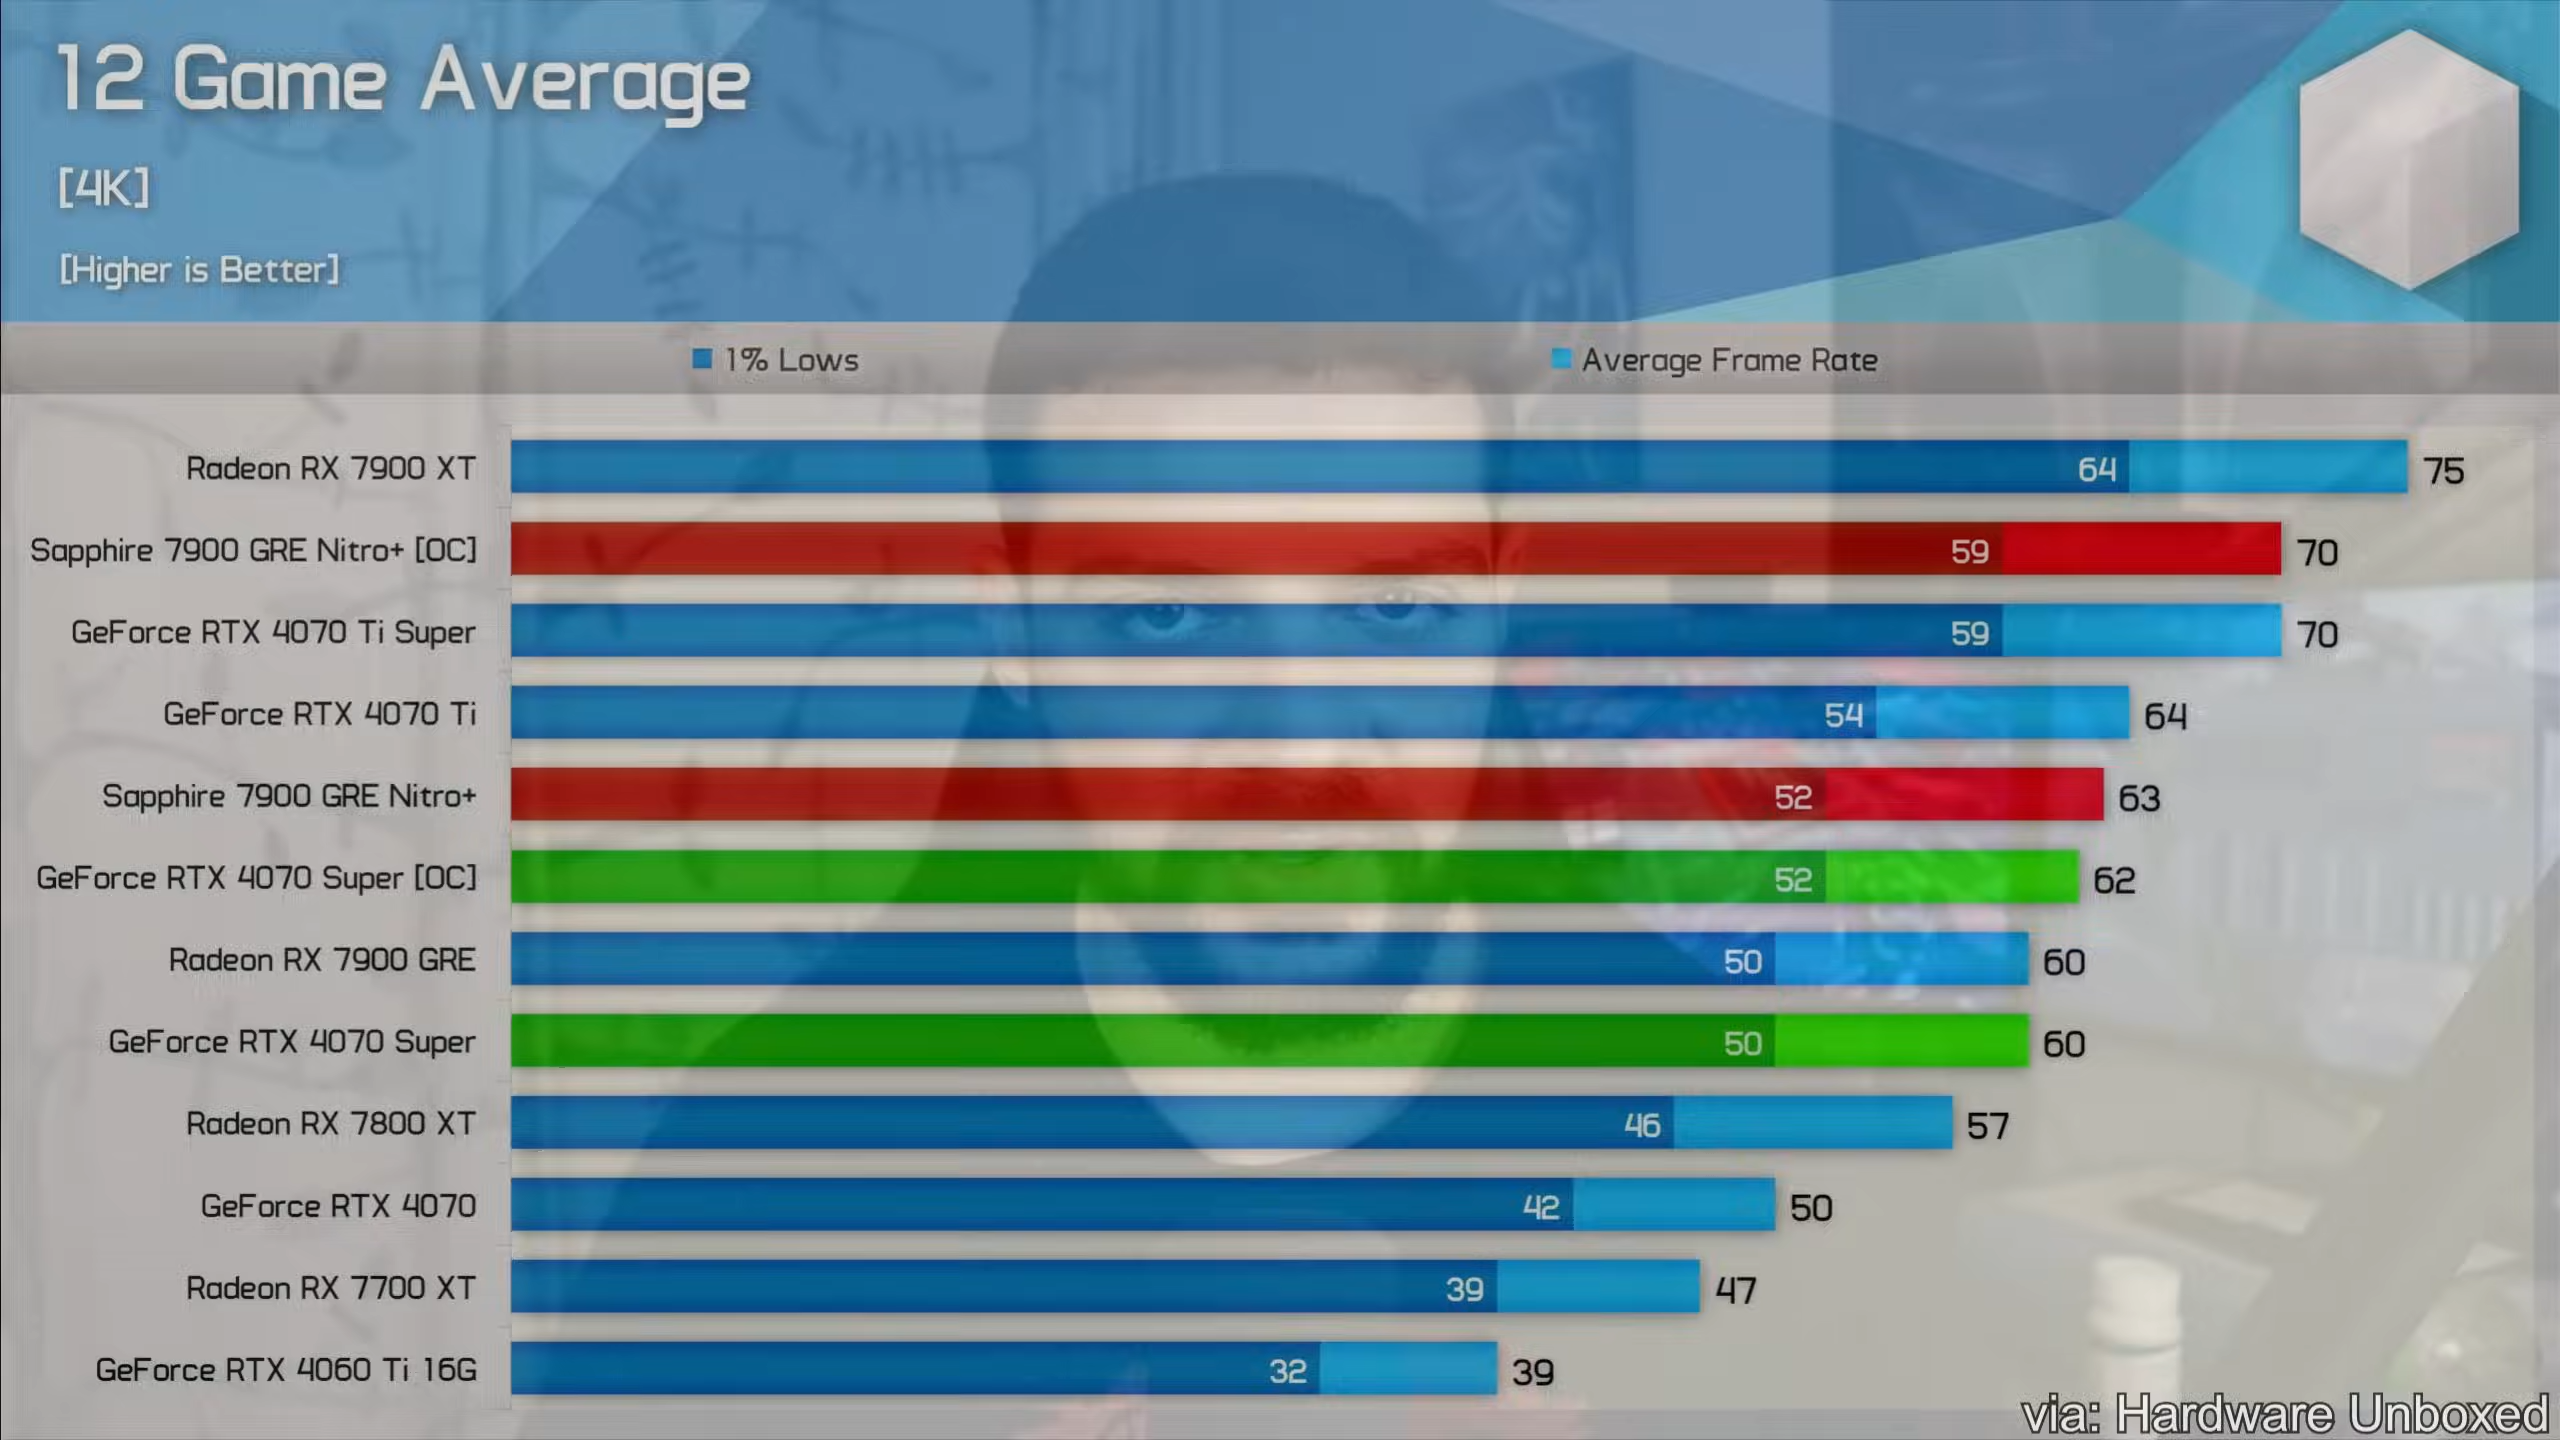 12 Game Average
[4K]
[Higher is Better]
1% Lows
Average Frame Rate
Radeon RX 7900 XT 64 75
Sapphire 7900 GRE Nitro+ [OC] 59 70
GeForce RTX 4070 Ti Super 59 70
GeForce RTX 4070 Ti 54 64
Sapphire 7900 GRE Nitro+ 52 63
GeForce RTX 4070 Super [OC] 52 62
Radeon RX 7900 GRE 50 60
GeForce RTX 4070 Super 50 60
Radeon RX 7800 XT 46 57
GeForce RTX 4070 42 50
Radeon RX 7700 XT 39 47
GeForce RTX 4060 Ti 16G 32 39
via: Hardware Unboxed